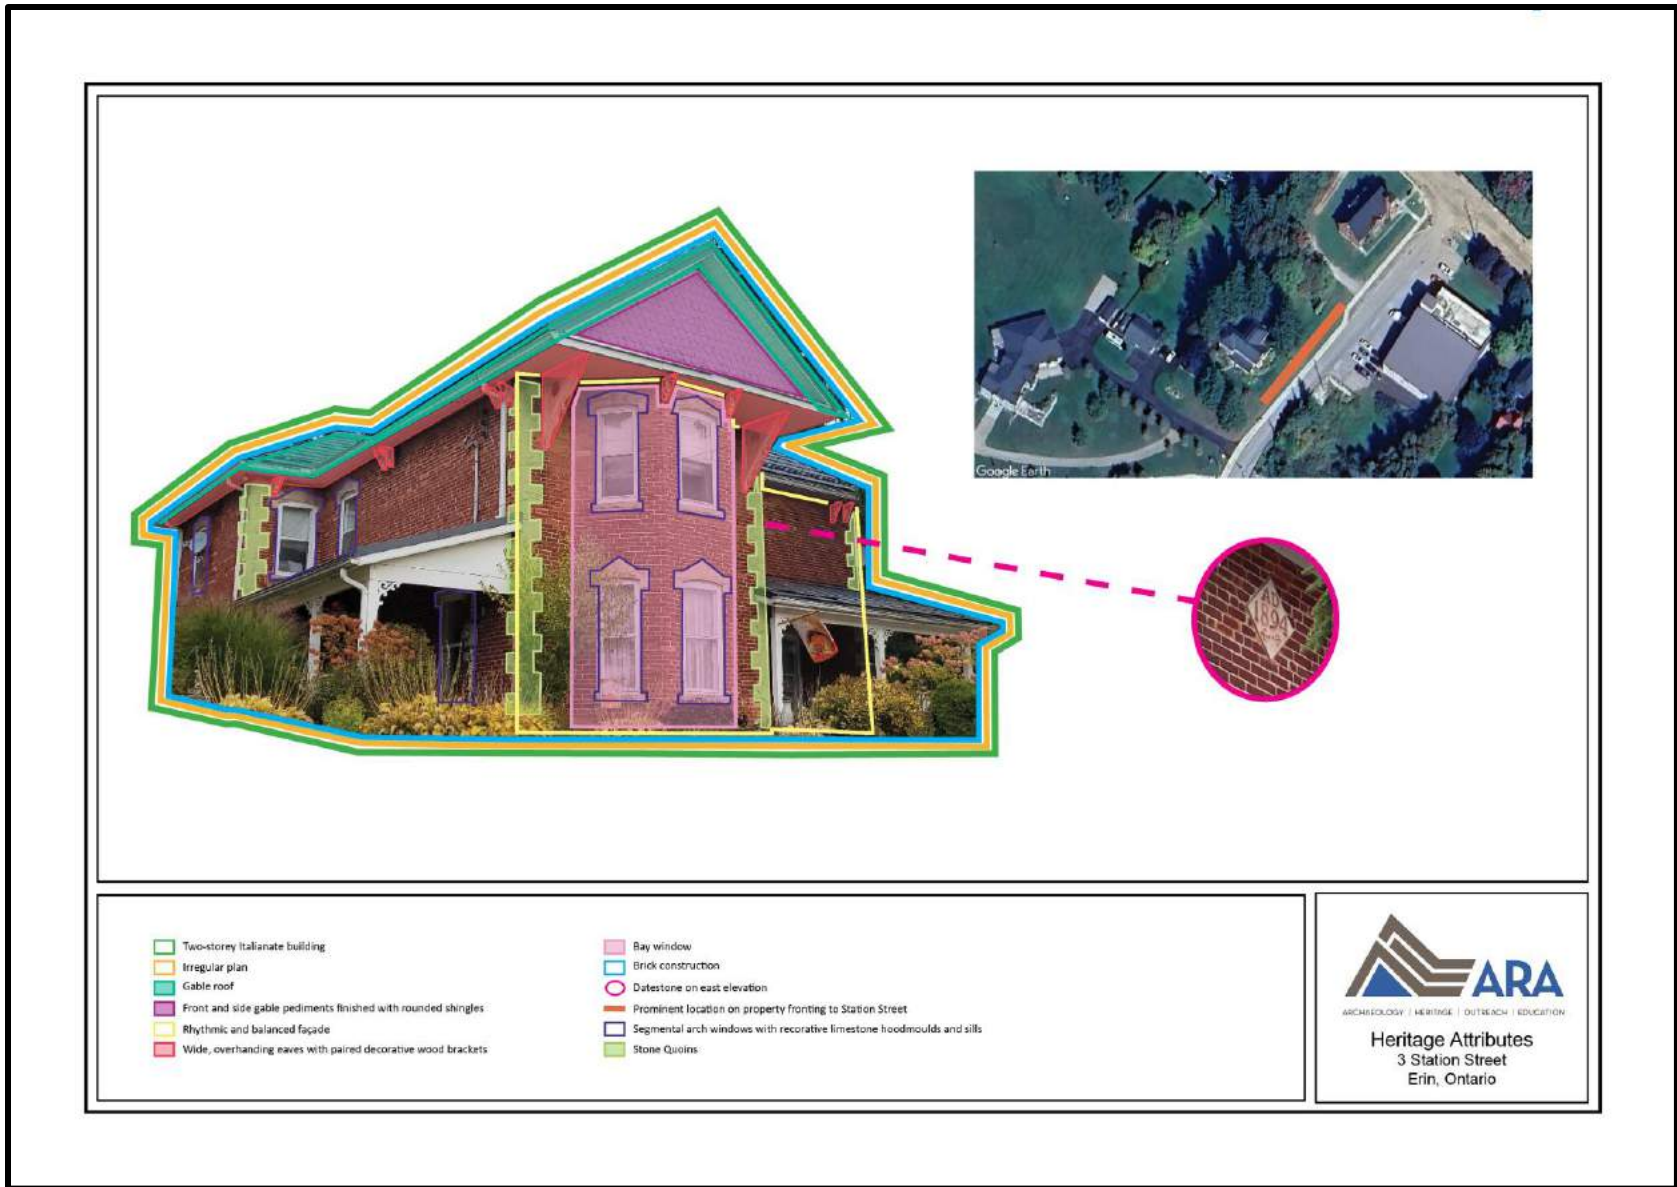 Google Earth
AB
1894
Two-storey Italianate building
Irregular plan
Gable roof
Front and side gable pediments finished with rounded shingles
Rhythmic and balanced façade
Wide, overhanding eaves with paired decorative wood brackets
Bay window
Brick construction
Datestone on east elevation
Prominent location on property fronting to Station Street
Segmental arch windows with recorative limestone hoodmoulds and sills
Stone Quoins
ARA
ARCHAEOLOGY | HERITAGE | OUTREACH | EDUCATION
Heritage Attributes
3 Station Street
Erin, Ontario